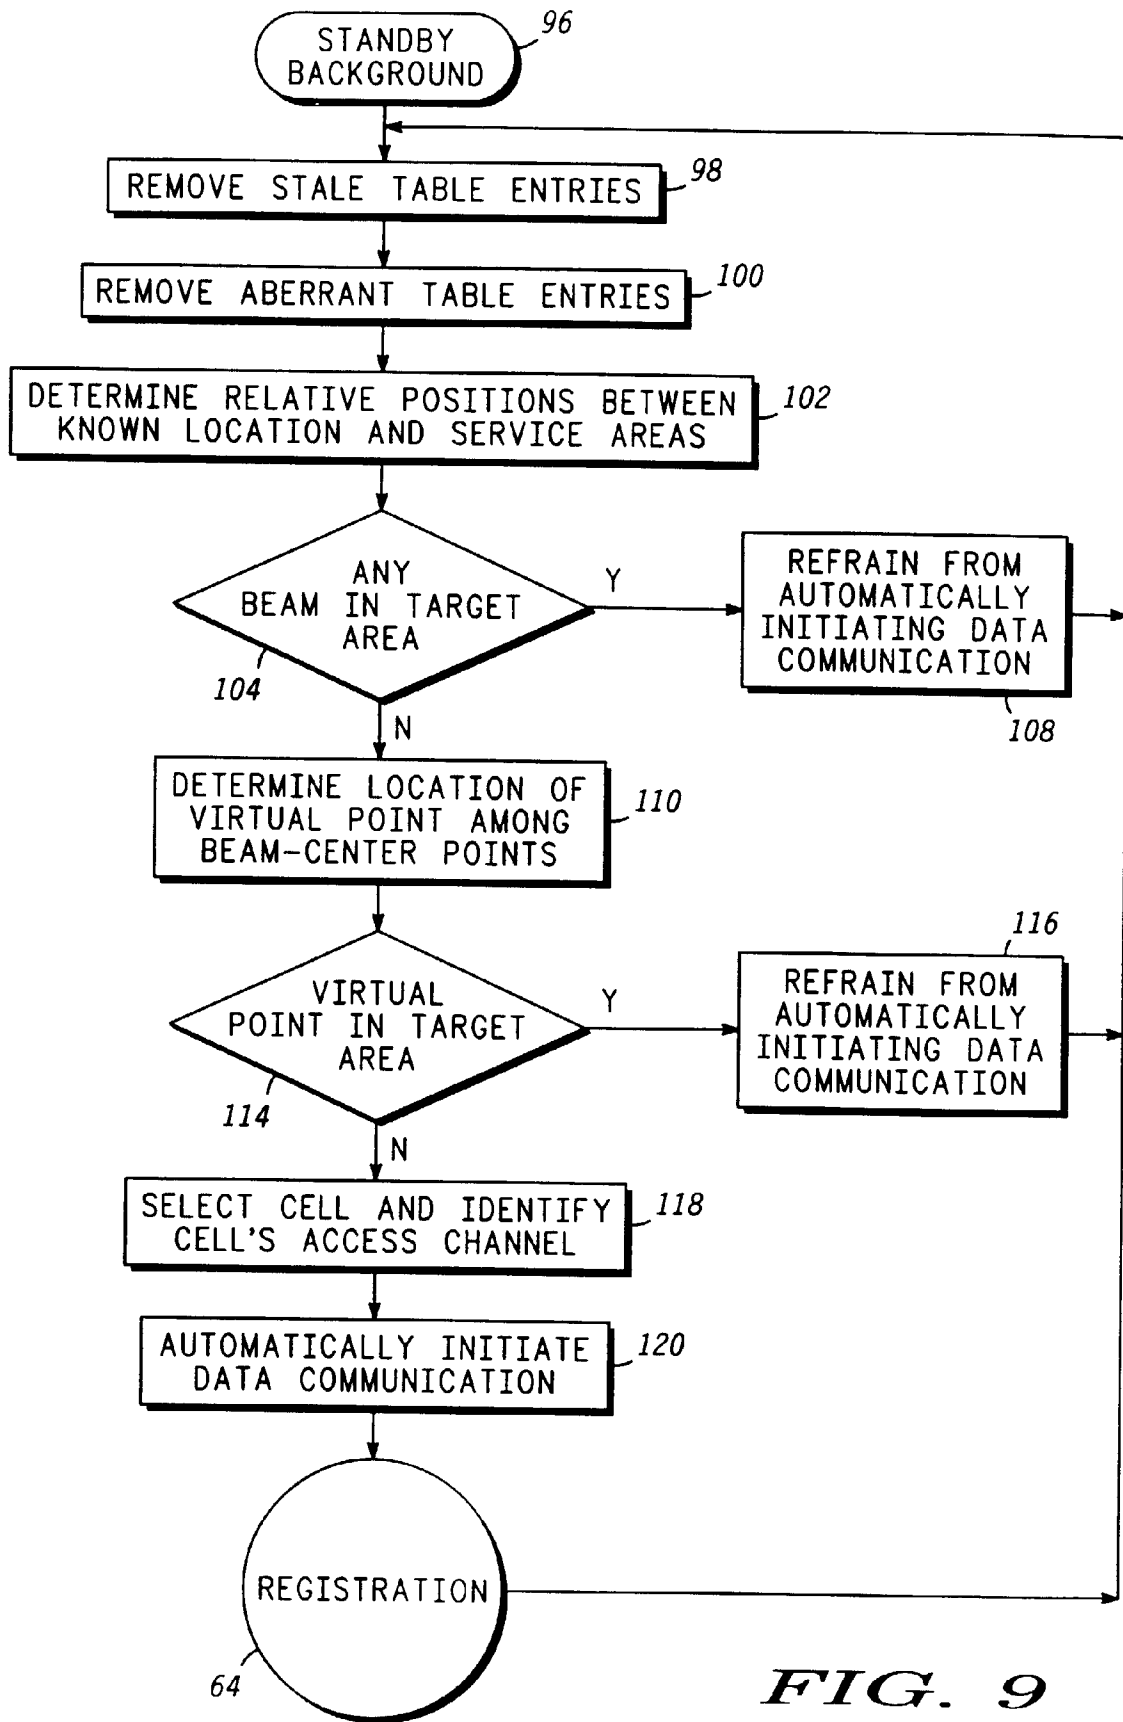 STANDBY
BACKGROUND
96
REMOVE STALE TABLE ENTRIES
98
REMOVE ABERRANT TABLE ENTRIES
100
DETERMINE RELATIVE POSITIONS BETWEEN
KNOWN LOCATION AND SERVICE AREAS
102
ANY
BEAM IN TARGET
AREA
104
Y
REFRAIN FROM
AUTOMATICALLY
INITIATING DATA
COMMUNICATION
108
N
DETERMINE LOCATION OF
VIRTUAL POINT AMONG
BEAM-CENTER POINTS
110
VIRTUAL
POINT IN TARGET
AREA
114
Y
116
REFRAIN FROM
AUTOMATICALLY
INITIATING DATA
COMMUNICATION
N
SELECT CELL AND IDENTIFY
CELL'S ACCESS CHANNEL
118
AUTOMATICALLY INITIATE
DATA COMMUNICATION
120
REGISTRATION
64
FIG. 9